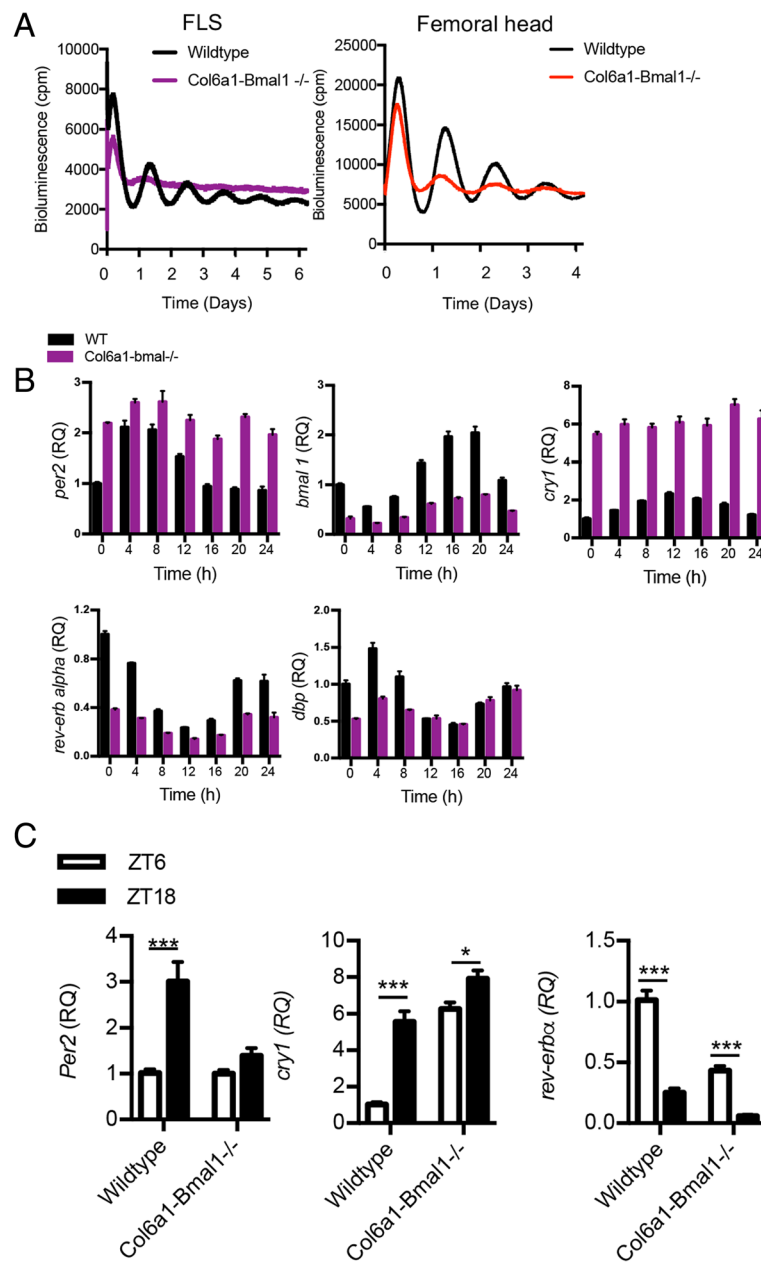 A
FLS
Wildtype
Col6a1-Bmal1 -/-
Bioluminescence (cpm)
10000
8000
6000
4000
2000
0
0 1 2 3 4 5 6
Time (Days)
Femoral head
Wildtype
Col6a1-Bmal1-/-
Bioluminescence (cpm)
25000
20000
15000
10000
5000
0
0 1 2 3 4
Time (Days)
WT
Col6a1-bmal-/-
B
per2 (RQ)
3
2
1
0
0 4 8 12 16 20 24
Time (h)
bmal 1 (RQ)
3
2
1
0
0 4 8 12 16 20 24
Time (h)
cry1 (RQ)
8
6
4
2
0
0 4 8 12 16 20 24
Time (h)
rev-erb alpha (RQ)
1.2
0.8
0.4
0.0
0 4 8 12 16 20 24
Time (h)
dbp (RQ)
2.0
1.5
1.0
0.5
0.0
0 4 8 12 16 20 24
Time (h)
C
ZT6
ZT18
Per2 (RQ)
4
3
2
1
0
***
Wildtype
Col6a1-Bmal1-/-
cry1 (RQ)
10
8
6
4
2
0
***
*
Wildtype
Col6a1-Bmal1-/-
rev-erbα (RQ)
1.5
1.0
0.5
0.0
***
***
Wildtype
Col6a1-Bmal1-/-